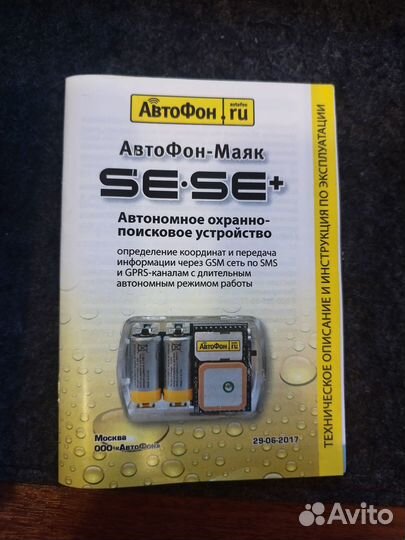 АвтоФон.ru
autofon
АвтоФон-Маяк
SE·SE+
Автономное охранно-
поисковое устройство
определение координат и передача
информации через GSM сеть по SMS
и GPRS-каналам с длительным
автономным режимом работы
АвтоФон.ru
Москва
ООО «АвтоФон»
29-06-2017
ТЕХНИЧЕСКОЕ ОПИСАНИЕ И ИНСТРУКЦИЯ ПО ЭКСПЛУАТАЦИИ
Avito